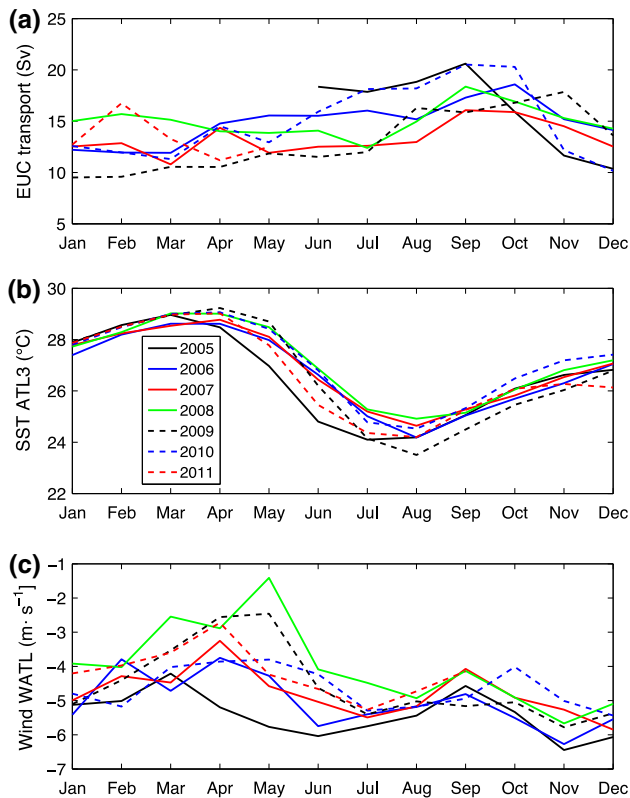 (a)
EUC transport (Sv)
25
20
15
10
5
Jan Feb Mar Apr May Jun Jul Aug Sep Oct Nov Dec
(b)
SST ATL3 (°C)
30
28
26
24
22
2005
2006
2007
2008
2009
2010
2011
Jan Feb Mar Apr May Jun Jul Aug Sep Oct Nov Dec
(c)
Wind WATL (m· s⁻¹]
−1
−2
−3
−4
−5
−6
−7
Jan Feb Mar Apr May Jun Jul Aug Sep Oct Nov Dec